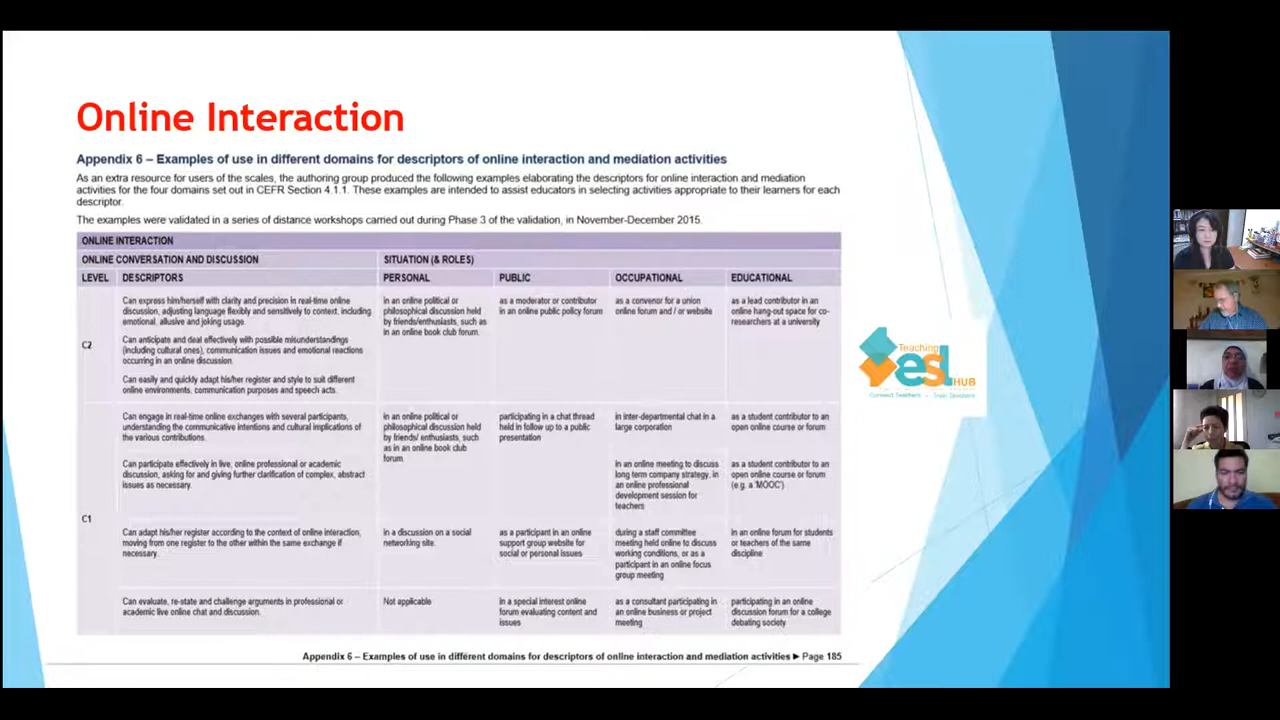 Online Interaction
Appendix 6 – Examples of use in different domains for descriptors of online interaction and mediation activities
As an extra resource for users of the scales, the authoring group produced the following examples elaborating the descriptors for online interaction and mediation
activities for the four domains set out in CEFR Section 4.1.1. These examples are intended to assist educators in selecting activities appropriate to their learners for each
descriptor.
The examples were validated in a series of distance workshops carried out during Phase 3 of the validation, in November-December 2015.
ONLINE INTERACTION
ONLINE CONVERSATION AND DISCUSSION
SITUATION (& ROLES)
LEVEL
DESCRIPTORS
PERSONAL
PUBLIC
OCCUPATIONAL
EDUCATIONAL
C2
Can express him/herself with clarity and precision in real-time online
discussion, adjusting language flexibly and sensitively to context, including
emotional, allusive and joking usage.
Can anticipate and deal effectively with possible misunderstandings
(including cultural ones), communication issues and emotional reactions
occurring in an online discussion.
Can easily and quickly adapt his/her register and style to suit different
online environments, communication purposes and speech acts.
in an online political or
philosophical discussion held
by friends/enthusiasts, such as
in an online book club forum.
as a moderator or contributor
in an online public policy forum
as a convenor for a union
online forum and / or website
as a lead contributor in an
online hang-out space for co-
researchers at a university
C1
Can engage in real-time online exchanges with several participants,
understanding the communicative intentions and cultural implications of
the various contributions.
in an online political or
philosophical discussion held
by friends/ enthusiasts, such
as in an online book club
forum.
participating in a chat thread
held in follow up to a public
presentation
in inter-departmental chat in a
large corporation
as a student contributor to an
open online course or forum
Can participate effectively in live, online professional or academic
discussion, asking for and giving further clarification of complex, abstract
issues as necessary.
in an online meeting to discuss
long term company strategy, in
an online professional
development session for
teachers
as a student contributor to an
open online course or forum
(e.g. a 'MOOC')
Can adapt his/her register according to the context of online interaction,
moving from one register to the other within the same exchange if
necessary.
in a discussion on a social
networking site.
as a participant in an online
support group website for
social or personal issues
during a staff committee
meeting held online to discuss
working conditions, or as a
participant in an online focus
group meeting
in an online forum for students
or teachers of the same
discipline
Can evaluate, re-state and challenge arguments in professional or
academic live online chat and discussion.
Not applicable
in a special interest online
forum evaluating content and
issues
as a consultant participating in
an online business or project
meeting
participating in an online
discussion forum for a college
debating society
Appendix 6 – Examples of use in different domains for descriptors of online interaction and mediation activities ► Page 185
Teaching
esl HUB
Connect Teachers